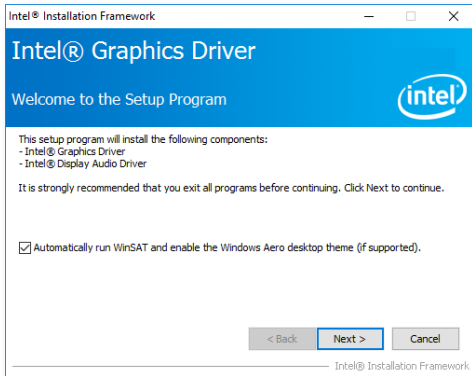 Intel® Installation Framework
Intel® Graphics Driver
Welcome to the Setup Program
intel®
This setup program will install the following components:
- Intel® Graphics Driver
- Intel® Display Audio Driver
It is strongly recommended that you exit all programs before continuing. Click Next to continue.
Automatically run WinSAT and enable the Windows Aero desktop theme (if supported).
< Back Next > Cancel
Intel® Installation Framework